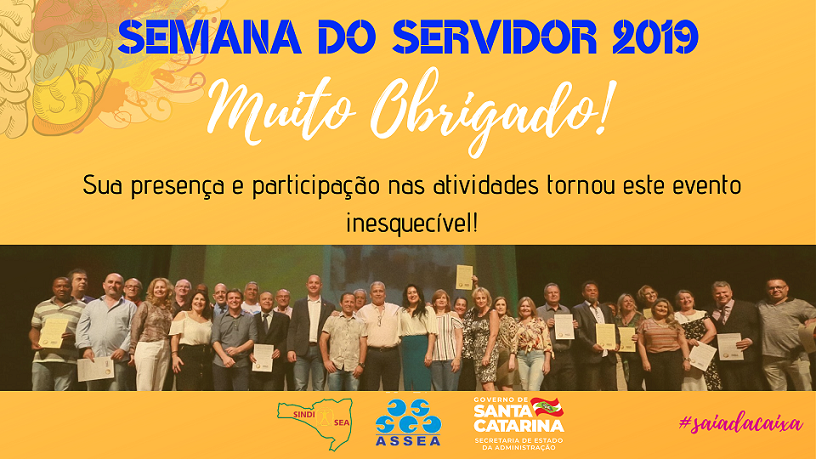 SEMANA DO SERVIDOR 2019
Muito Obrigado!
Sua presença e participação nas atividades tornou este evento
inesquecível!
SINDI
SEA
ASSEA
GOVERNO DE
SANTA
CATARINA
SECRETARIA DE ESTADO
DA ADMINISTRAÇÃO
#saiadacaixa